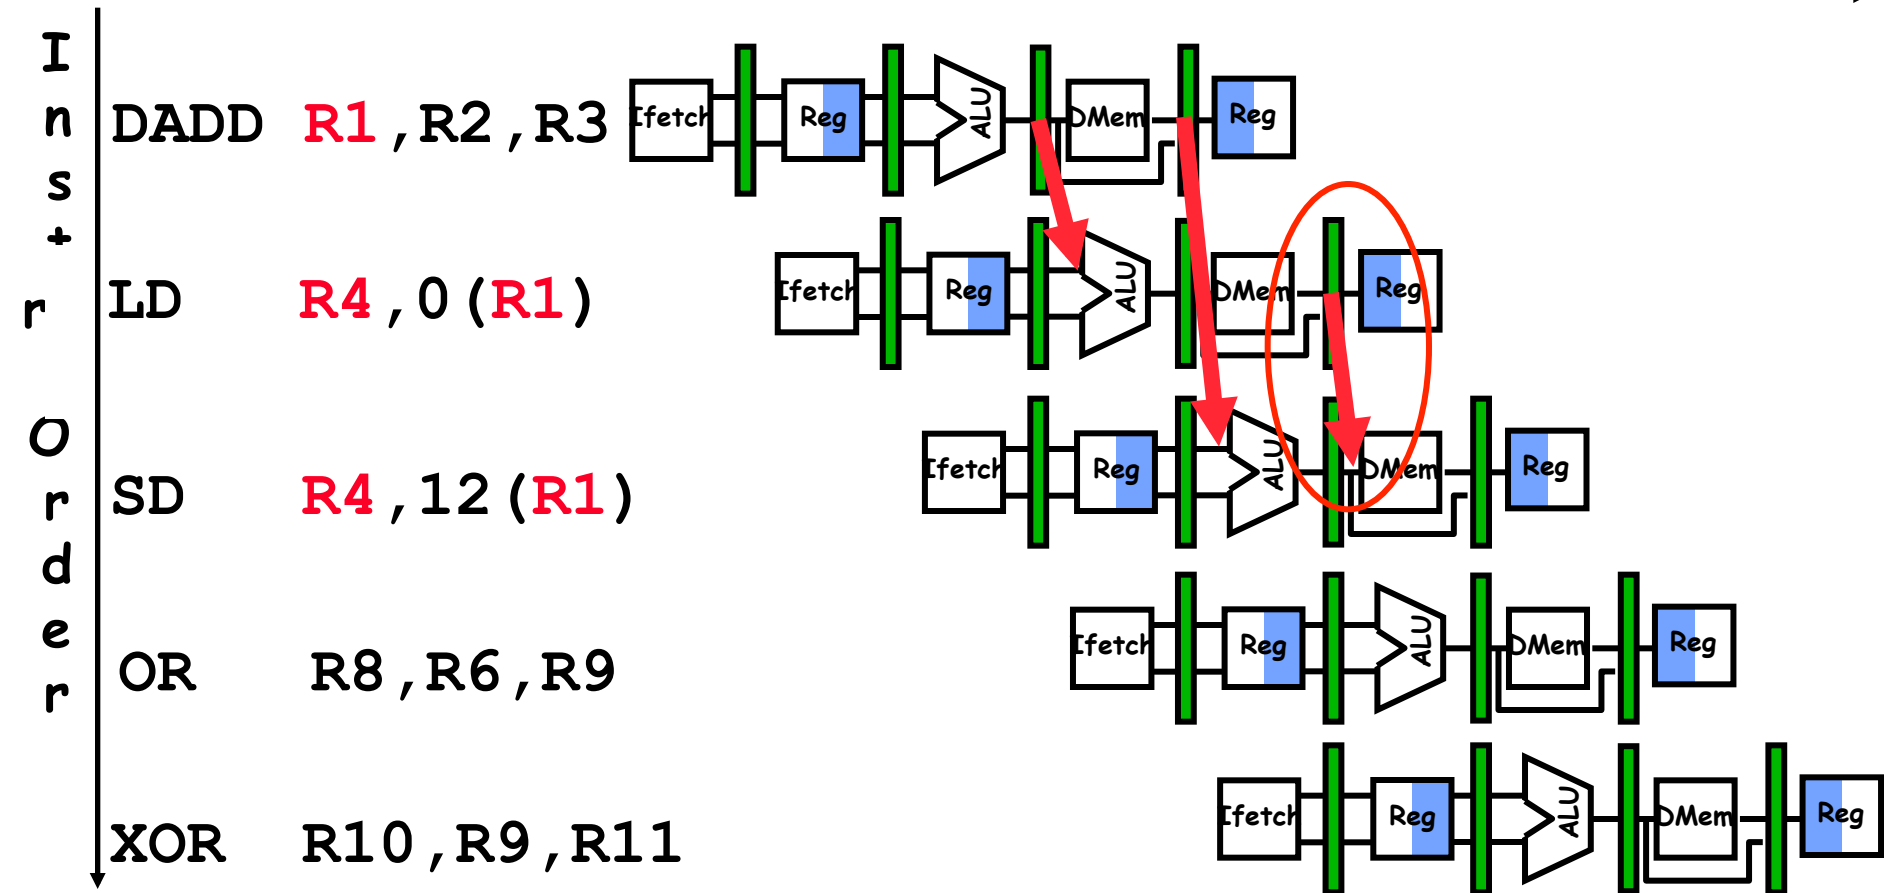 Instr Order
DADD R1,R2,R3 Ifetch Reg ALU DMem Reg
LD R4,0(R1) Ifetch Reg ALU DMem Reg
SD R4,12(R1) Ifetch Reg ALU DMem Reg
OR R8,R6,R9 Ifetch Reg ALU DMem Reg
XOR R10,R9,R11 Ifetch Reg ALU DMem Reg